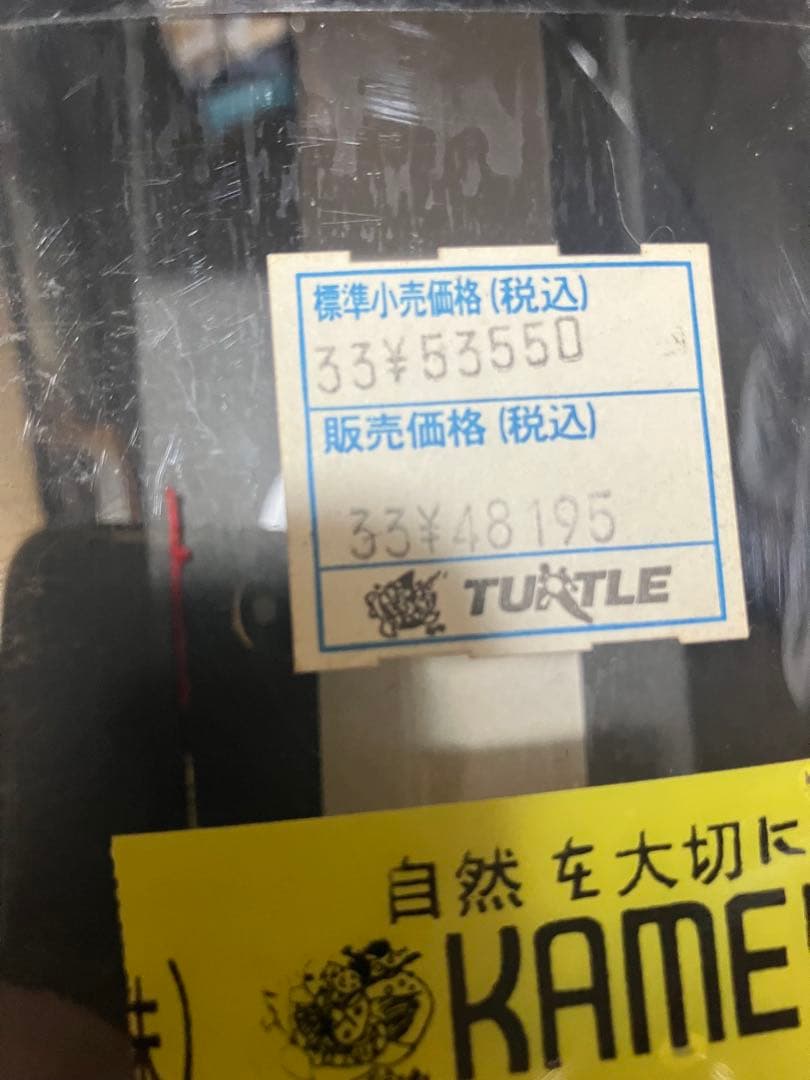 標準小売価格(税込)
33¥53550
販売価格(税込)
33¥48195
TURTLE
自然を大切に
KAME